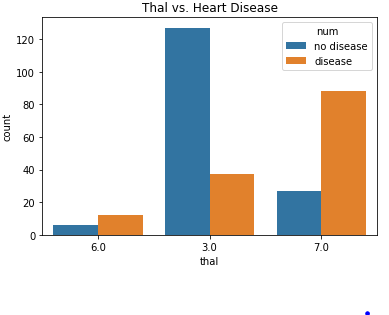 Thal vs. Heart Disease
num
no disease
disease
120
100
80
60
40
20
0
count
6.0 3.0 7.0
thal